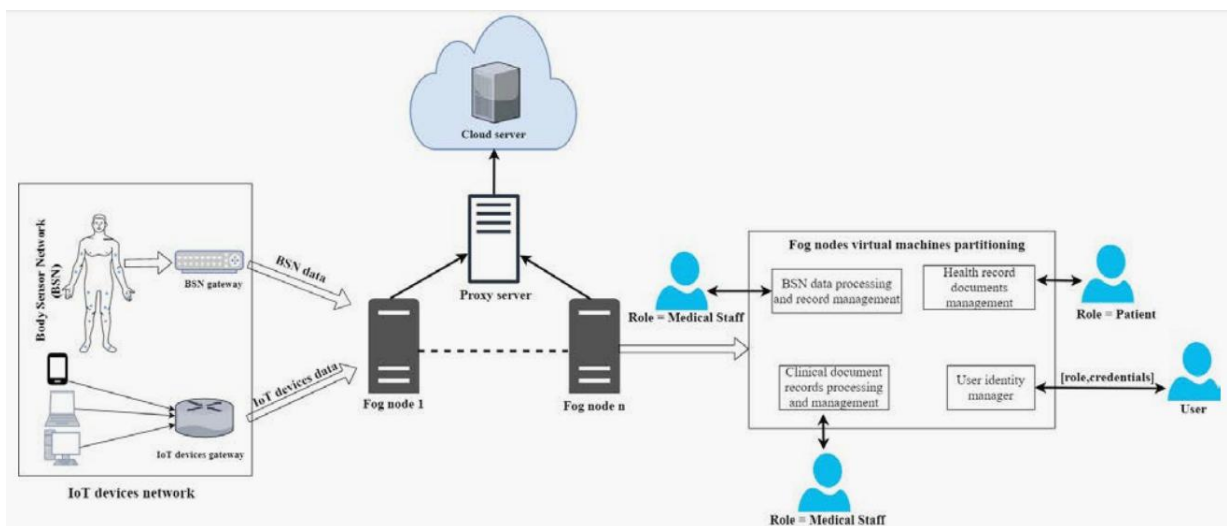 Cloud server
Proxy server
Body Sensor Network
(BSN)
BSN gateway
BSN data
IoT devices gateway
IoT devices data
IoT devices network
Fog node 1
Fog node n
Fog nodes virtual machines partitioning
BSN data processing
and record management
Health record
documents
management
Role = Medical Staff
Role = Patient
Clinical document
records processing
and management
User identity
manager
[role,credentials]
User
Role = Medical Staff